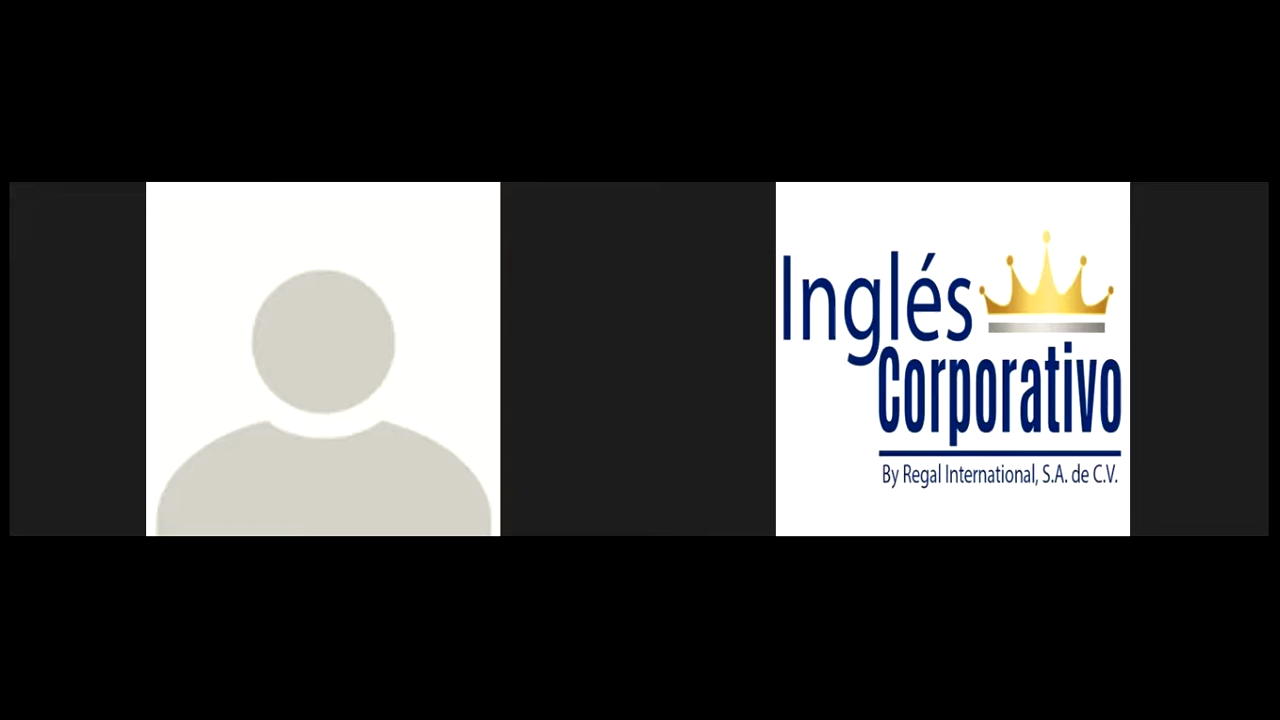 Inglés
Corporativo
By Regal International, S.A. de C.V.